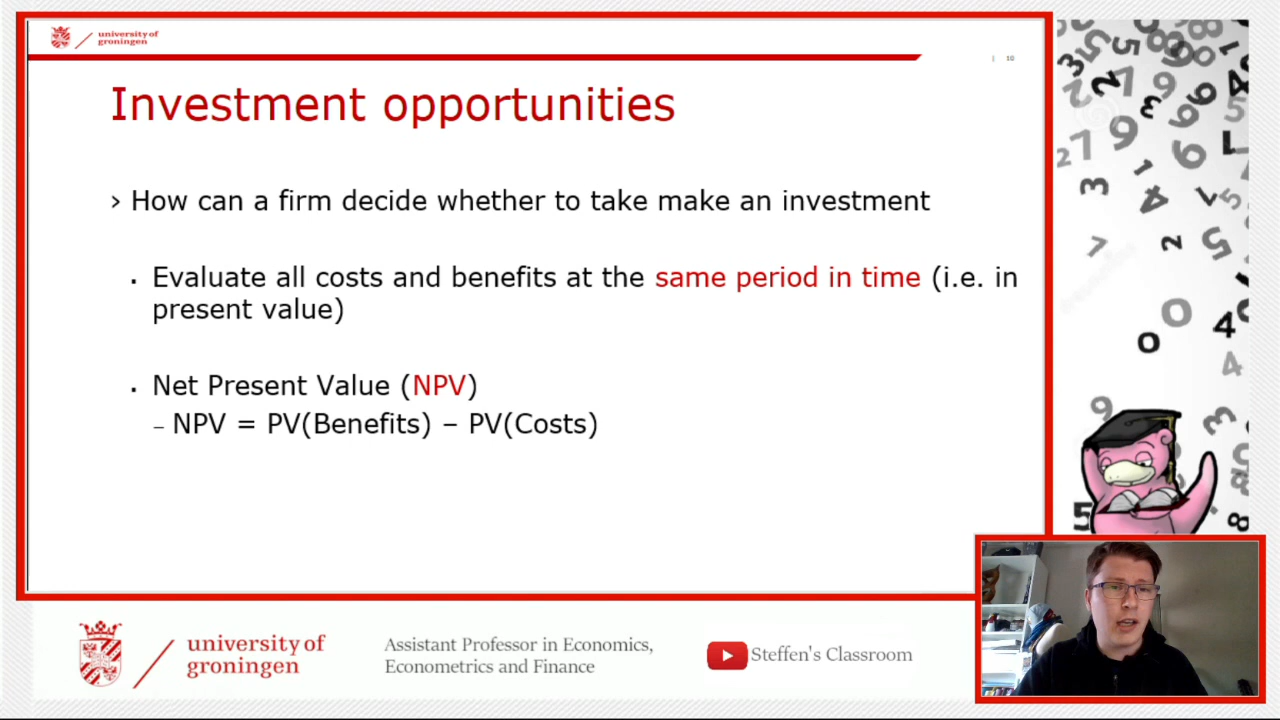 university of
groningen
| 10
Investment opportunities
› How can a firm decide whether to take make an investment
▪ Evaluate all costs and benefits at the same period in time (i.e. in
present value)
▪ Net Present Value (NPV)
– NPV = PV(Benefits) – PV(Costs)
university of
groningen
Assistant Professor in Economics,
Econometrics and Finance
Steffen's Classroom